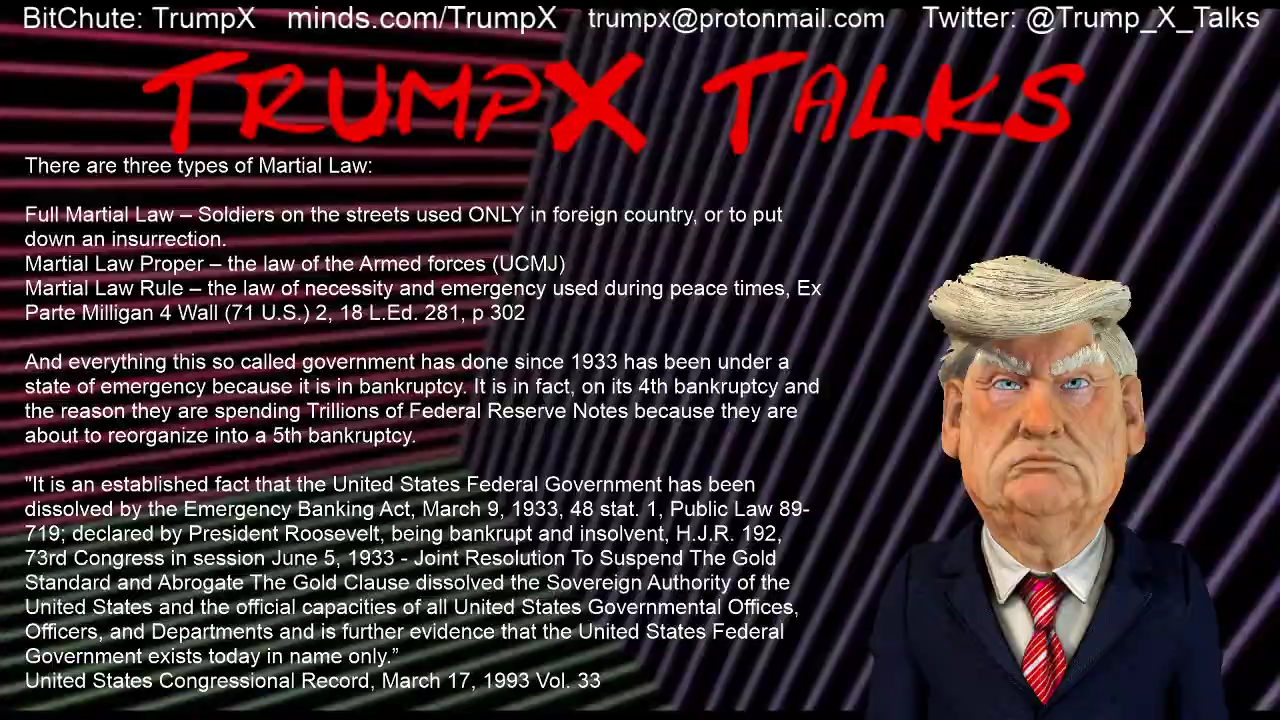 BitChute: TrumpX minds.com/TrumpX trumpx@protonmail.com Twitter: @Trump_X_Talks
TRUMPX TALKS
There are three types of Martial Law:
Full Martial Law – Soldiers on the streets used ONLY in foreign country, or to put
down an insurrection.
Martial Law Proper – the law of the Armed forces (UCMJ)
Martial Law Rule – the law of necessity and emergency used during peace times, Ex
Parte Milligan 4 Wall (71 U.S.) 2, 18 L.Ed. 281, p 302
And everything this so called government has done since 1933 has been under a
state of emergency because it is in bankruptcy. It is in fact, on its 4th bankruptcy and
the reason they are spending Trillions of Federal Reserve Notes because they are
about to reorganize into a 5th bankruptcy.
"It is an established fact that the United States Federal Government has been
dissolved by the Emergency Banking Act, March 9, 1933, 48 stat. 1, Public Law 89-
719; declared by President Roosevelt, being bankrupt and insolvent, H.J.R. 192,
73rd Congress in session June 5, 1933 - Joint Resolution To Suspend The Gold
Standard and Abrogate The Gold Clause dissolved the Sovereign Authority of the
United States and the official capacities of all United States Governmental Offices,
Officers, and Departments and is further evidence that the United States Federal
Government exists today in name only.”
United States Congressional Record, March 17, 1993 Vol. 33